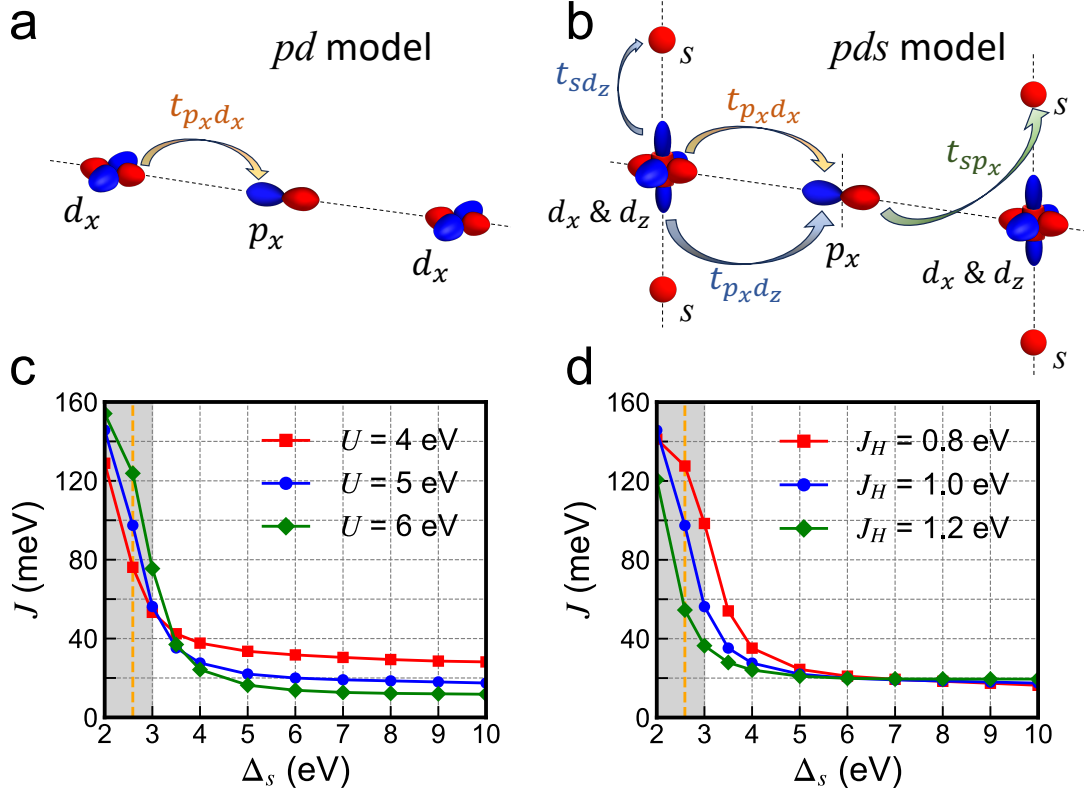 a
pd model
t_{p_x d_x}
d_x
p_x
d_x
b
pds model
s
t_{sd_z}
t_{p_x d_x}
s
t_{sp_x}
d_x & d_z
p_x
t_{p_x d_z}
d_x & d_z
s
s
c
J (meV)
160
120
80
40
0
U = 4 eV
U = 5 eV
U = 6 eV
2 3 4 5 6 7 8 9 10
Δ_s (eV)
d
J (meV)
160
120
80
40
0
J_H = 0.8 eV
J_H = 1.0 eV
J_H = 1.2 eV
2 3 4 5 6 7 8 9 10
Δ_s (eV)